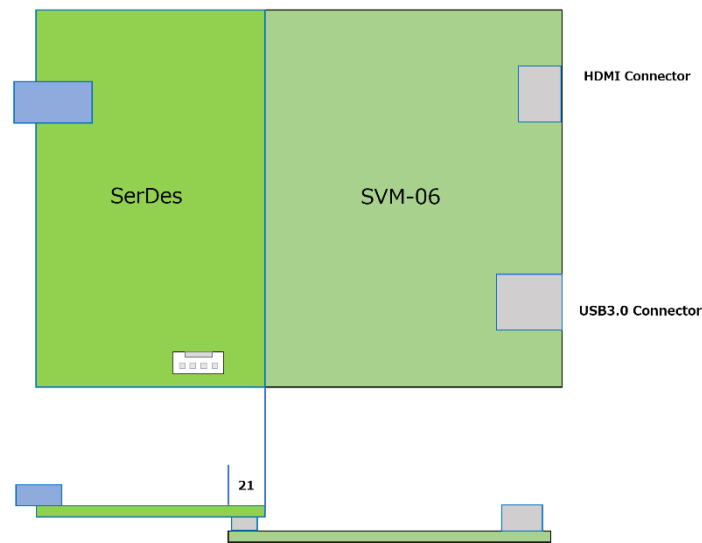 HDMI Connector
SerDes
SVM-06
USB3.0 Connector
21